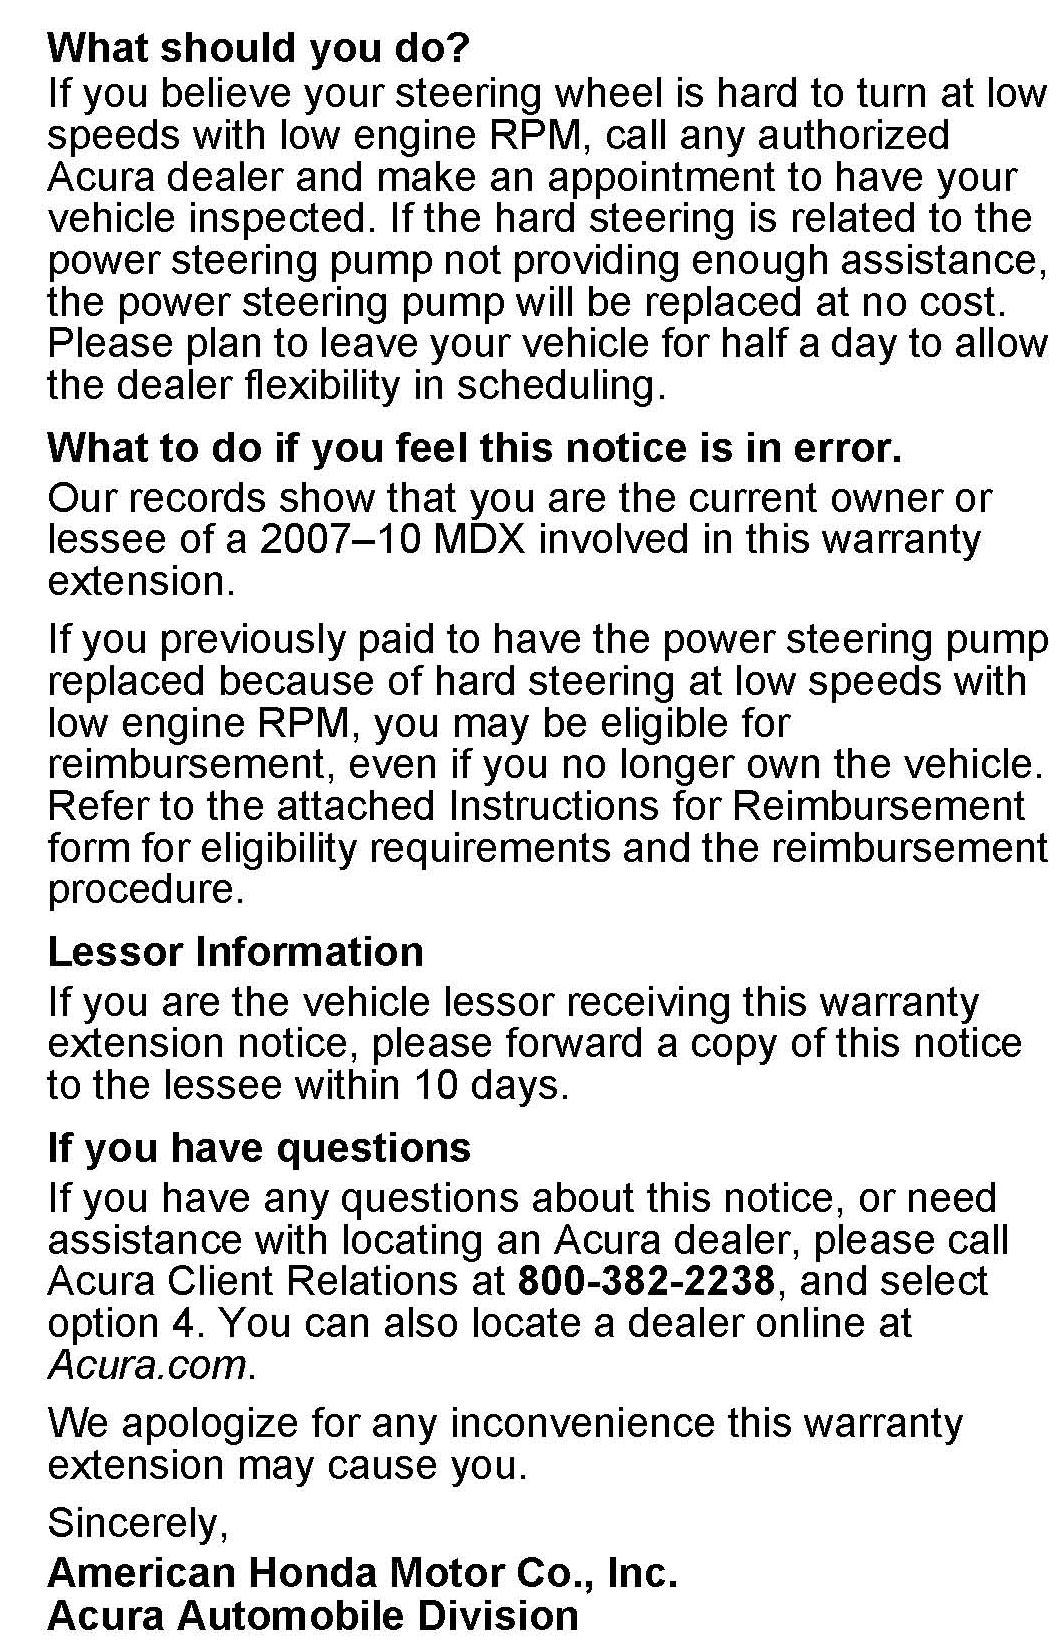 What should you do?
If you believe your steering wheel is hard to turn at low
speeds with low engine RPM, call any authorized
Acura dealer and make an appointment to have your
vehicle inspected. If the hard steering is related to the
power steering pump not providing enough assistance,
the power steering pump will be replaced at no cost.
Please plan to leave your vehicle for half a day to allow
the dealer flexibility in scheduling.
What to do if you feel this notice is in error.
Our records show that you are the current owner or
lessee of a 2007–10 MDX involved in this warranty
extension.
If you previously paid to have the power steering pump
replaced because of hard steering at low speeds with
low engine RPM, you may be eligible for
reimbursement, even if you no longer own the vehicle.
Refer to the attached Instructions for Reimbursement
form for eligibility requirements and the reimbursement
procedure.
Lessor Information
If you are the vehicle lessor receiving this warranty
extension notice, please forward a copy of this notice
to the lessee within 10 days.
If you have questions
If you have any questions about this notice, or need
assistance with locating an Acura dealer, please call
Acura Client Relations at 800-382-2238, and select
option 4. You can also locate a dealer online at
Acura.com.
We apologize for any inconvenience this warranty
extension may cause you.
Sincerely,
American Honda Motor Co., Inc.
Acura Automobile Division